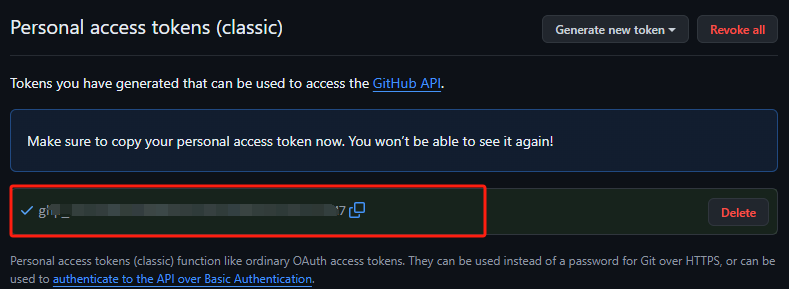 Personal access tokens (classic)
Generate new token
Revoke all
Tokens you have generated that can be used to access the GitHub API.
Make sure to copy your personal access token now. You won't be able to see it again!
Delete
Personal access tokens (classic) function like ordinary OAuth access tokens. They can be used instead of a password for Git over HTTPS, or can be
used to authenticate to the API over Basic Authentication.